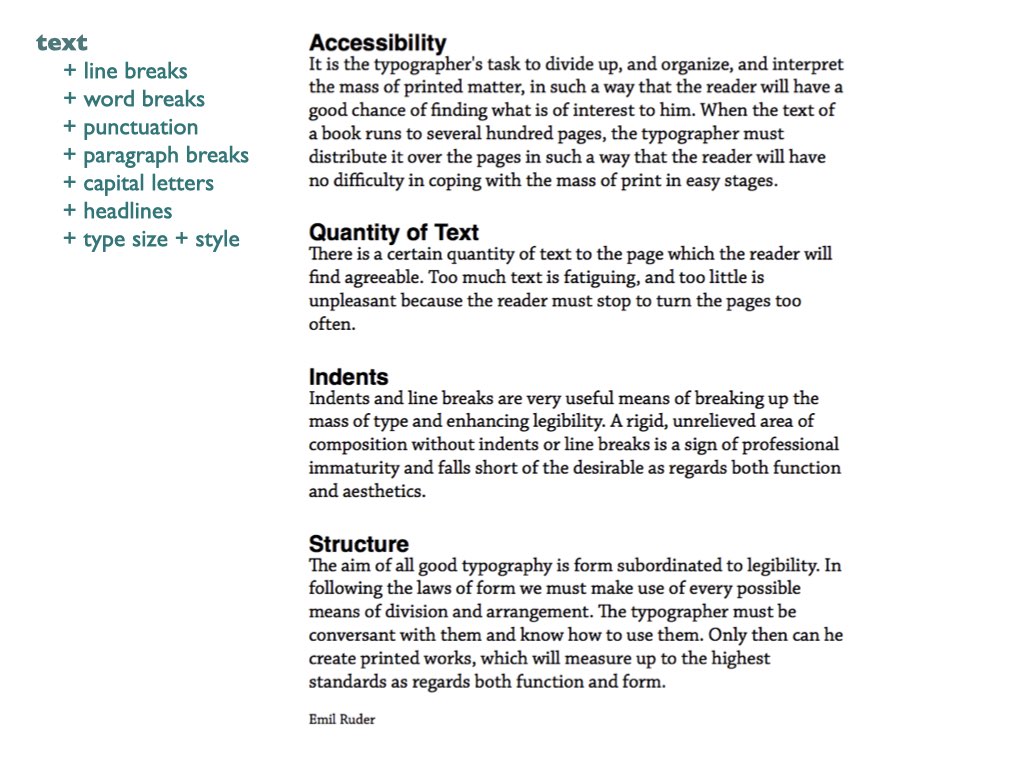 text
+ line breaks
+ word breaks
+ punctuation
+ paragraph breaks
+ capital letters
+ headlines
+ type size + style
Accessibility
It is the typographer's task to divide up, and organize, and interpret
the mass of printed matter, in such a way that the reader will have a
good chance of finding what is of interest to him. When the text of
a book runs to several hundred pages, the typographer must
distribute it over the pages in such a way that the reader will have
no difficulty in coping with the mass of print in easy stages.
Quantity of Text
There is a certain quantity of text to the page which the reader will
find agreeable. Too much text is fatiguing, and too little is
unpleasant because the reader must stop to turn the pages too
often.
Indents
Indents and line breaks are very useful means of breaking up the
mass of type and enhancing legibility. A rigid, unrelieved area of
composition without indents or line breaks is a sign of professional
immaturity and falls short of the desirable as regards both function
and aesthetics.
Structure
The aim of all good typography is form subordinated to legibility. In
following the laws of form we must make use of every possible
means of division and arrangement. The typographer must be
conversant with them and know how to use them. Only then can he
create printed works, which will measure up to the highest
standards as regards both function and form.
Emil Ruder